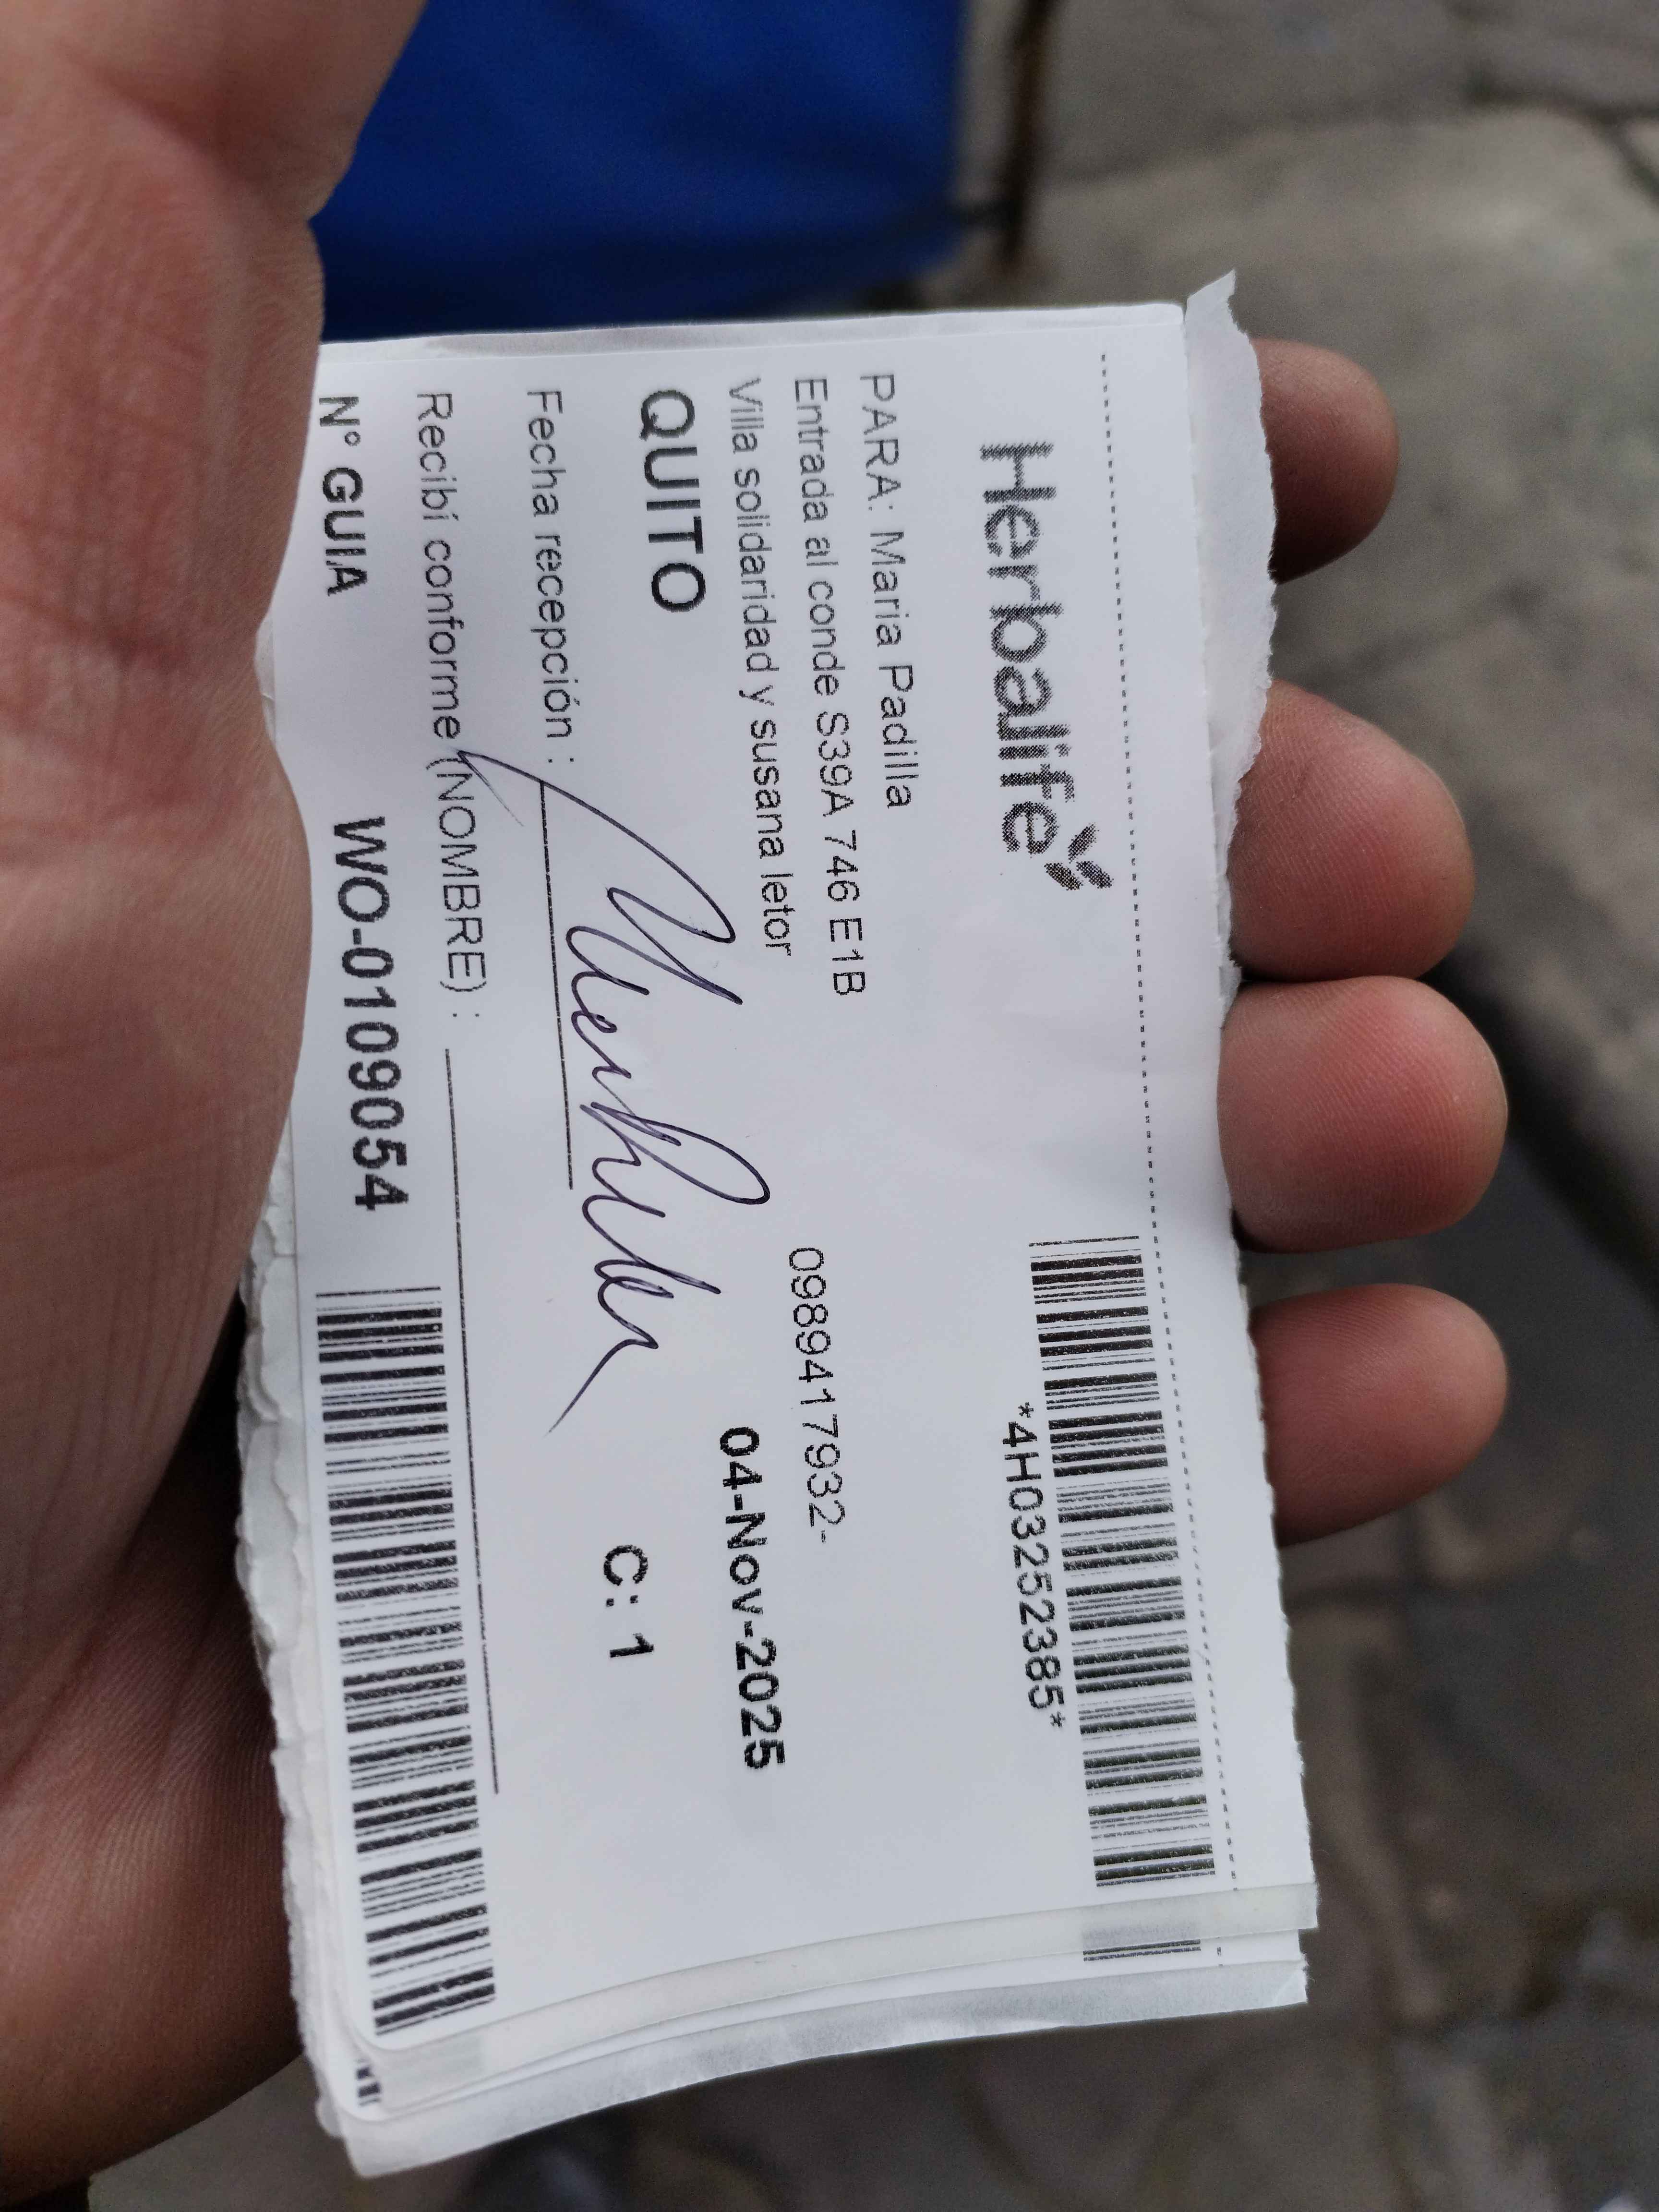 Herbalife
*4H03252385*
PARA: Maria Padilla
Entrada al conde S39A 746 E1B
0989417932-
Villa solidaridad y susana letor
04-Nov-2025
QUITO
C: 1
Fecha recepción :
Recibí conforme (NOMBRE) :
N° GUIA WO-0109054